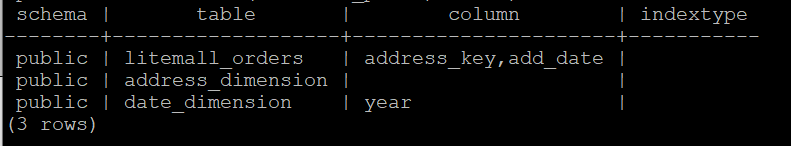 schema | table | column | indextype
--------+-------------------+----------------------+-----------
public | litemall_orders | address_key,add_date |
public | address_dimension | |
public | date_dimension | year |
(3 rows)